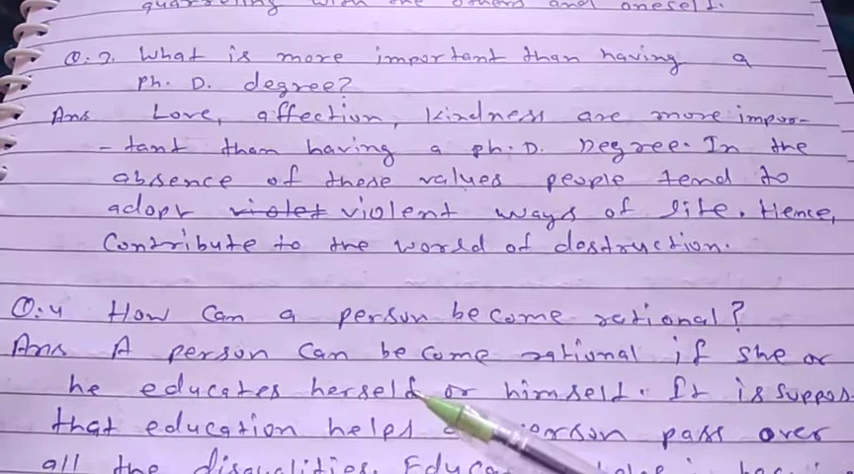 quarreling with the others and oneself.
Q.3. What is more important than having a
Ph. D. degree?
Ans Love, affection, Kindness are more impor-
-tant than having a Ph.D. Degree. In the
absence of these values people tend to
adopt violet violent ways of life. Hence,
Contribute to the world of destruction.
Q.4 How Can a person become rational?
Ans A person Can become rational if she or
he educates herself or himself. It is suppos
that education helps person pass over
all the